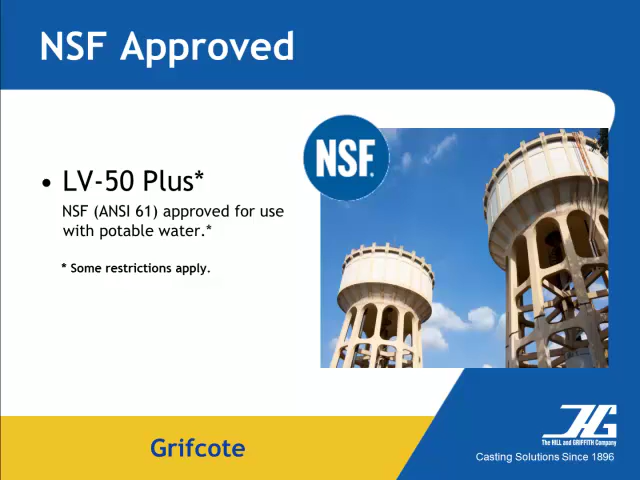 NSF Approved
• LV-50 Plus*
NSF (ANSI 61) approved for use
with potable water.*
* Some restrictions apply.
NSF®
Grifcote
HG
The HILL and GRIFFITH Company
Casting Solutions Since 1896